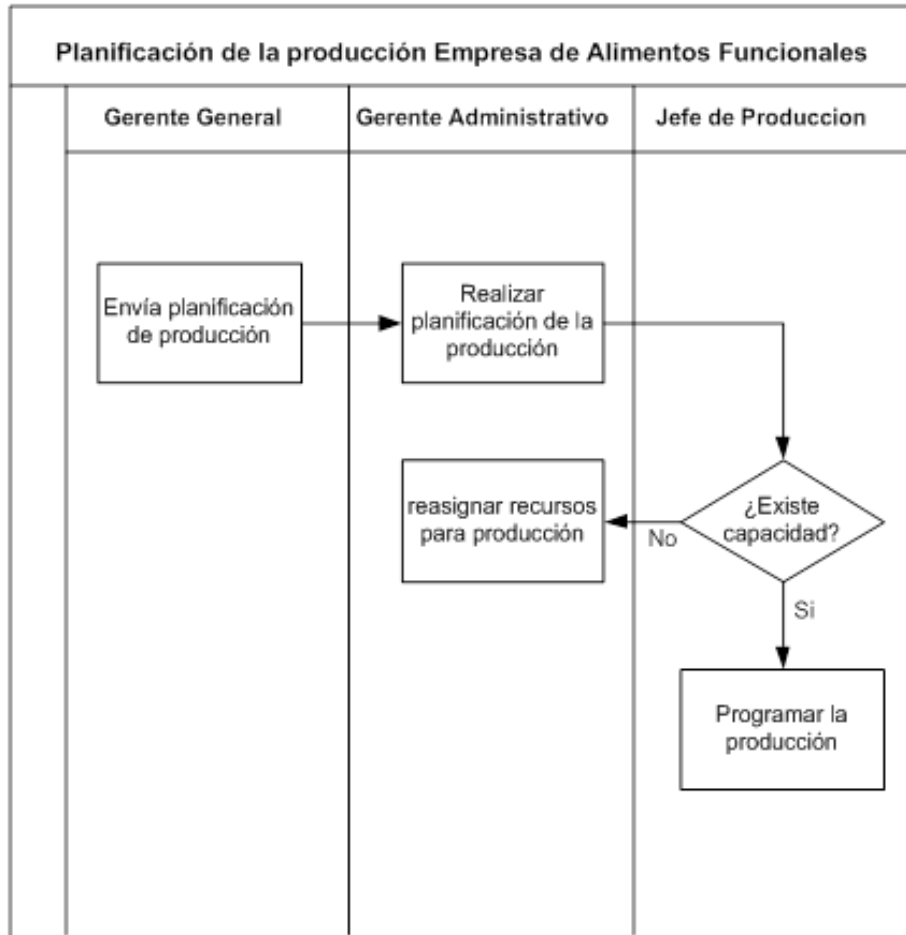 Planificación de la producción Empresa de Alimentos Funcionales
Gerente General
Gerente Administrativo
Jefe de Produccion
Envía planificación
de producción
Realizar
planificación de la
producción
reasignar recursos
para producción
¿Existe
capacidad?
No
Si
Programar la
producción